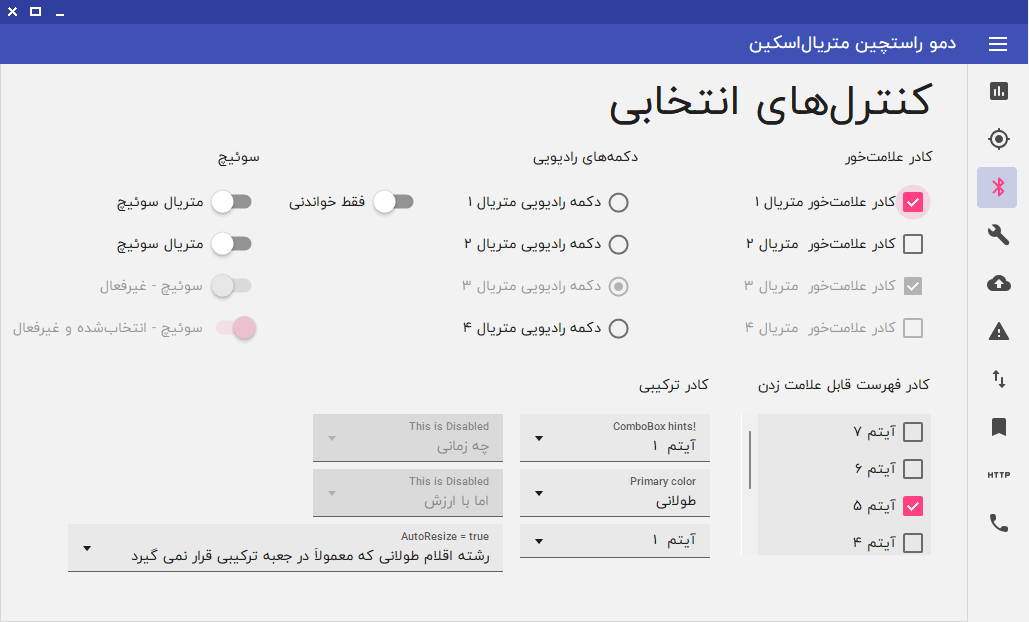 دمو راستچین متریال‌اسکین
کنترل‌های انتخابی
کادر علامت‌خور
کادر علامت‌خور متریال ۱
کادر علامت‌خور متریال ۲
کادر علامت‌خور متریال ۳
کادر علامت‌خور متریال ۴
دکمه‌های رادیویی
دکمه رادیویی متریال ۱
دکمه رادیویی متریال ۲
دکمه رادیویی متریال ۳
دکمه رادیویی متریال ۴
سوئیچ
فقط خواندنی
متریال سوئیچ
متریال سوئیچ
سوئیچ - غیرفعال
سوئیچ - انتخاب‌شده و غیرفعال
کادر فهرست قابل علامت زدن
آیتم ۷
آیتم ۶
آیتم ۵
آیتم ۴
کادر ترکیبی
ComboBox hints!
آیتم ۱
Primary color
طولانی
آیتم ۱
This is Disabled
چه زمانی
This is Disabled
اما با ارزش
AutoResize = true
رشته اقلام طولانی که معمولاً در جعبه ترکیبی قرار نمی گیرد
HTTP